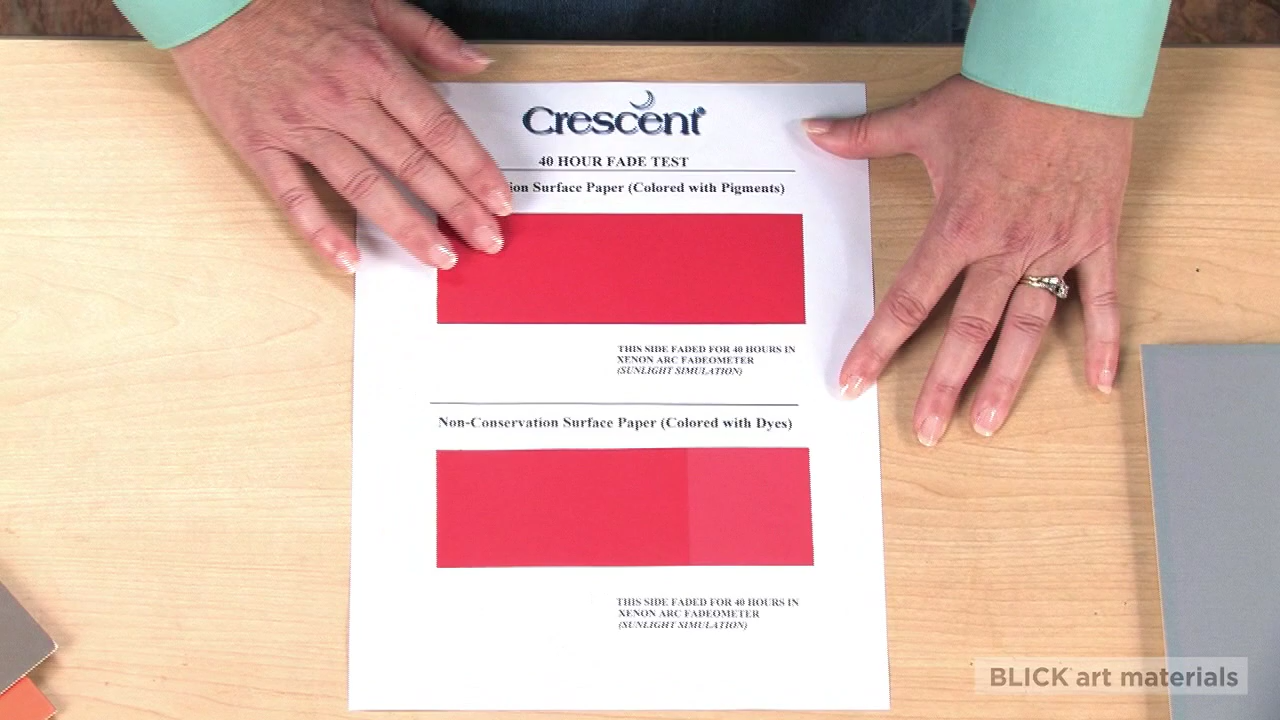 Crescent®
40 HOUR FADE TEST
Surface Paper (Colored with Pigments)
THIS SIDE FADED FOR 40 HOURS IN
XENON ARC FADEOMETER
(SUNLIGHT SIMULATION)
Non-Conservation Surface Paper (Colored with Dyes)
THIS SIDE FADED FOR 40 HOURS IN
XENON ARC FADEOMETER
(SUNLIGHT SIMULATION)
BLICK art materials